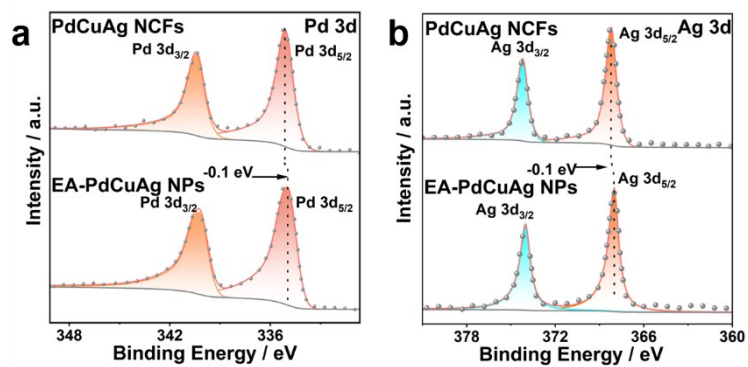 a
PdCuAg NCFs
Pd 3d
Pd 3d3/2
Pd 3d5/2
-0.1 eV
EA-PdCuAg NPs
Pd 3d3/2
Pd 3d5/2
Intensity / a.u.
348
342
336
Binding Energy / eV
b
PdCuAg NCFs
Ag 3d
Ag 3d3/2
Ag 3d5/2
-0.1 eV
EA-PdCuAg NPs
Ag 3d3/2
Ag 3d5/2
Intensity / a.u.
378
372
366
360
Binding Energy / eV